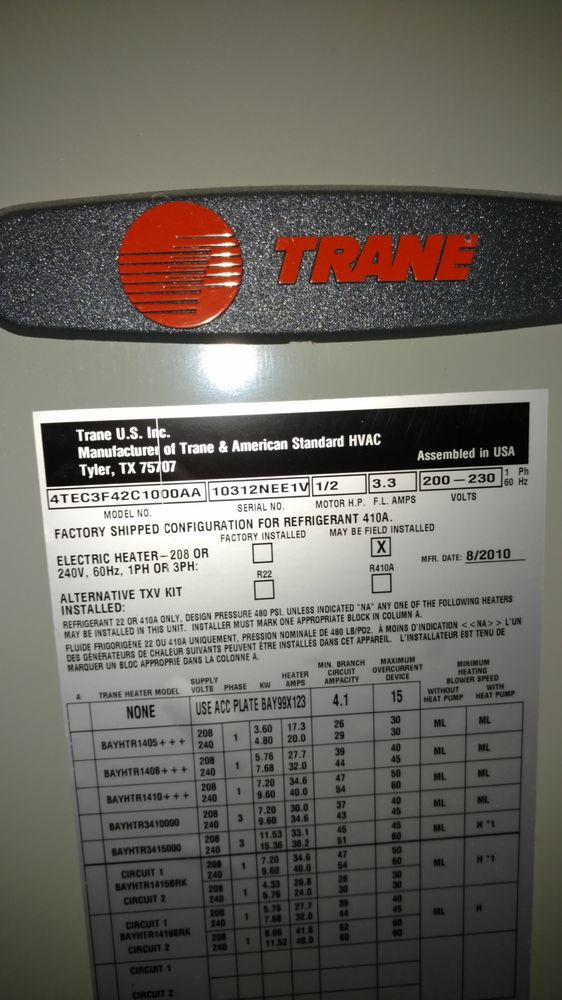 TRANE
Trane U.S. Inc.
Manufacturer of Trane & American Standard HVAC
Tyler, TX 75707 Assembled in USA
4TEC3F42C1000AA 10312NEE1V 1/2 3.3 200 – 230 1 Ph 60 Hz
MODEL NO. SERIAL NO. MOTOR H.P. F.L. AMPS VOLTS
FACTORY SHIPPED CONFIGURATION FOR REFRIGERANT 410A.
FACTORY INSTALLED MAY BE FIELD INSTALLED
ELECTRIC HEATER – 208 OR
240V, 60Hz, 1PH OR 3PH: X MFR. DATE: 8/2010
R22 R410A
ALTERNATIVE TXV KIT
INSTALLED:
REFRIGERANT 22 OR 410A ONLY, DESIGN PRESSURE 480 PSI. UNLESS INDICATED "NA" ANY ONE OF THE FOLLOWING HEATERS
MAY BE INSTALLED IN THIS UNIT. INSTALLER MUST MARK ONE APPROPRIATE BLOCK IN COLUMN A.
FLUIDE FRIGORIGÈNE 22 OU 410A UNIQUEMENT, PRESSION NOMINALE DE 480 LB/PO2. À MOINS D'INDICATION <<NA>> L'UN
DES GÉNÉRATEURS DE CHALEUR SUIVANTS PEUVENT ÊTRE INSTALLÉS DANS CET APPAREIL. L'INSTALLATEUR EST TENU DE
MARQUER UN BLOC APPROPRIÉ DANS LA COLONNE A.
A TRANE HEATER MODEL SUPPLY VOLTS PHASE KW HEATER AMPS MIN. BRANCH CIRCUIT AMPACITY MAXIMUM OVERCURRENT DEVICE MINIMUM HEATING BLOWER SPEED
WITHOUT HEAT PUMP WITH HEAT PUMP
NONE USE ACC PLATE BAY99X123 4.1 15
BAYHTR1405+++ 208 1 3.60 17.3 26 30 ML ML
240 4.80 20.0 29 30
BAYHTR1408+++ 208 1 5.76 27.7 39 40 ML ML
240 7.68 32.0 44 45
BAYHTR1410+++ 208 1 7.20 34.6 47 50 ML ML
240 9.60 40.0 54 60
BAYHTR3410000 208 3 7.20 30.0 37 40 ML ML
240 9.60 34.6 43 45
BAYHTR3415000 208 3 11.53 33.1 45 45 ML H *1
240 15.36 38.2 51 60
CIRCUIT 1 208 1 7.20 34.6 47 50 ML H *1
240 9.60 40.0 54 60
BAYHTR1415BRK
CIRCUIT 2 208 1 4.33 20.8 26 30
240 5.76 24.0 30 30
CIRCUIT 1 208 1 5.76 27.7 39 40 ML H
240 7.68 32.0 44 45
BAYHTR1419BRK
CIRCUIT 2 208 1 8.66 41.6 52 60
240 11.52 48.0 60 60
CIRCUIT 1
CIRCUIT 2